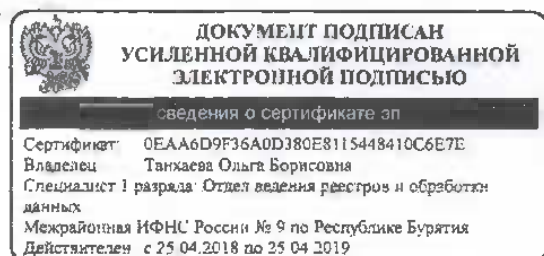 ДОКУМЕНТ ПОДПИСАН
УСИЛЕННОЙ КВАЛИФИЦИРОВАННОЙ
ЭЛЕКТРОННОЙ ПОДПИСЬЮ
сведения о сертификате эп
Сертификат: 0EAA6D9F36A0D380E8115448410C6E7E
Владелец Танхаева Ольга Борисовна
Специалист 1 разряда: Отдел ведения реестров и обработки
данных
Межрайонная ИФНС России № 9 по Республике Бурятия
Действителен с 25.04.2018 по 25.04.2019